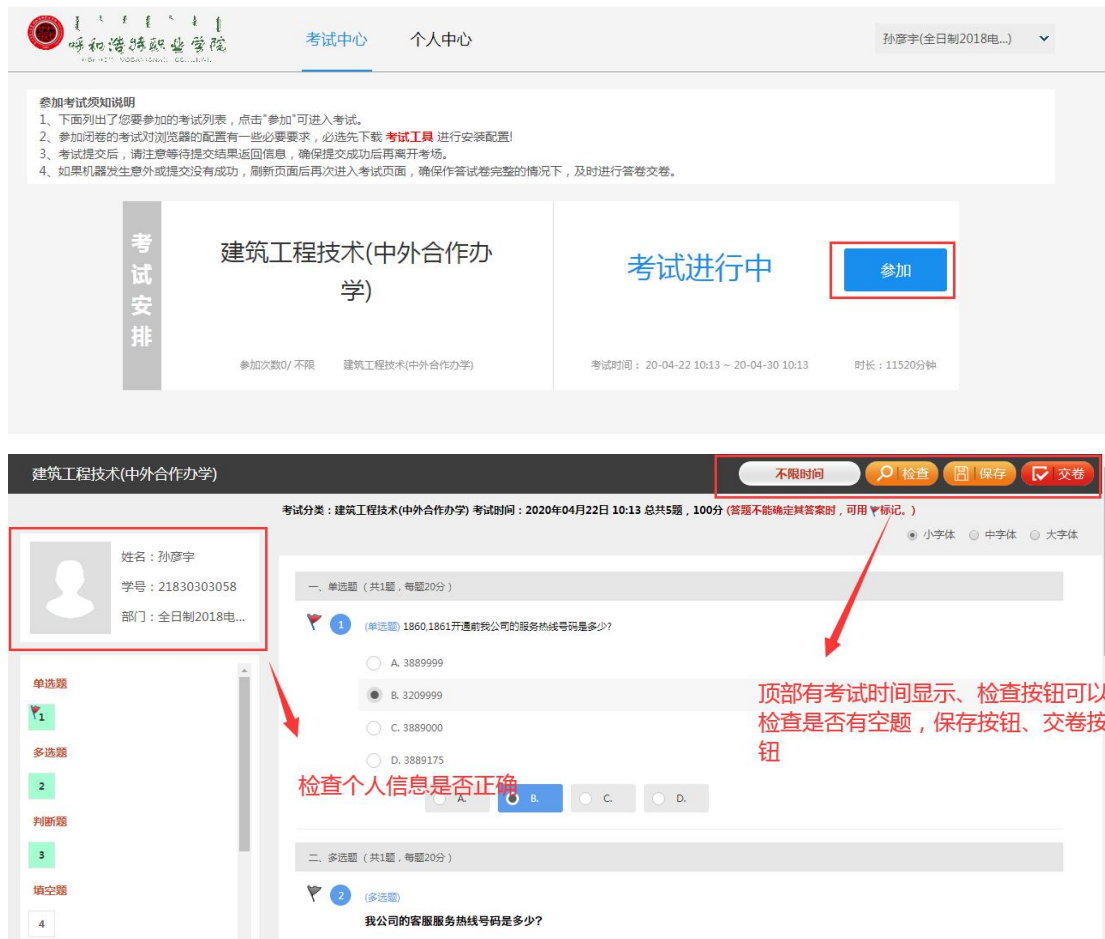 呼和浩特职业学院
考试中心
个人中心
孙彦宇(全日制2018电...)
参加考试须知说明
1、下面列出了您要参加的考试列表，点击"参加"可进入考试。
2、参加闭卷的考试对浏览器的配置有一些必要要求，必选先下载 考试工具 进行安装配置!
3、考试提交后，请注意等待提交结果返回信息，确保提交成功后再离开考场。
4、如果机器发生意外或提交没有成功，刷新页面后再次进入考试页面，确保作答试卷完整的情况下，及时进行答卷交卷。
考试安排
建筑工程技术(中外合作办
学)
考试进行中
参加
参加次数0/ 不限
建筑工程技术(中外合作办学)
考试时间： 20-04-22 10:13 ~ 20-04-30 10:13
时长：11520分钟
建筑工程技术(中外合作办学)
不限时间
检查
保存
交卷
考试分类：建筑工程技术(中外合作办学) 考试时间：2020年04月22日 10:13 总共5题，100分 (答题不能确定其答案时，可用 标记。)
小字体 中字体 大字体
姓名：孙彦宇
学号：21830303058
部门：全日制2018电...
单选题
1
多选题
2
判断题
3
填空题
4
一、单选题（共1题，每题20分）
1 (单选题) 1860,1861开通前我公司的服务热线号码是多少?
A. 3889999
B. 3209999
C. 3889000
D. 3889175
A. B. C. D.
检查个人信息是否正确
顶部有考试时间显示、检查按钮可以
检查是否有空题，保存按钮、交卷按
钮
二、多选题（共1题，每题20分）
2 (多选题)
我公司的客服服务热线号码是多少?